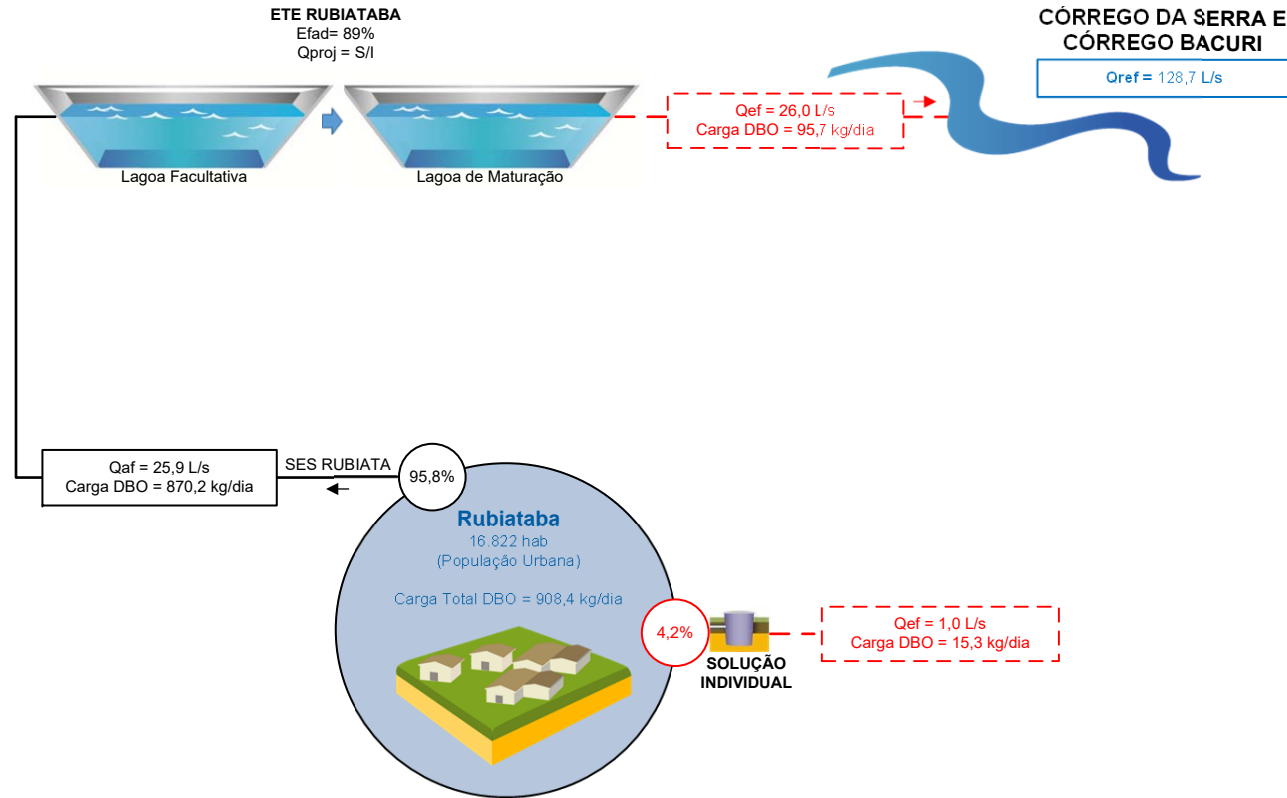 ETE RUBIATABA
Efad= 89%
Qproj = S/I
CÓRREGO DA SERRA E
CÓRREGO BACURI
Qref = 128,7 L/s
Qef = 26,0 L/s
Carga DBO = 95,7 kg/dia
Lagoa Facultativa
Lagoa de Maturação
Qaf = 25,9 L/s
Carga DBO = 870,2 kg/dia
SES RUBIATA
95,8%
Rubiataba
16.822 hab
(População Urbana)
Carga Total DBO = 908,4 kg/dia
4,2%
SOLUÇÃO
INDIVIDUAL
Qef = 1,0 L/s
Carga DBO = 15,3 kg/dia